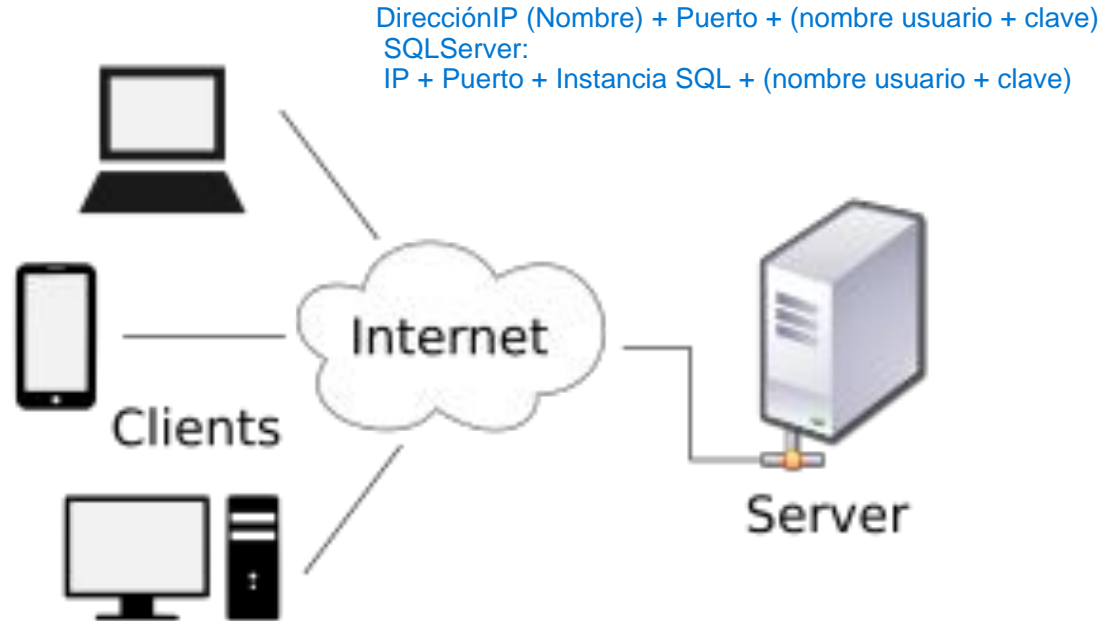 DirecciónIP (Nombre) + Puerto + (nombre usuario + clave)
SQLServer:
IP + Puerto + Instancia SQL + (nombre usuario + clave)
Internet
Clients
Server